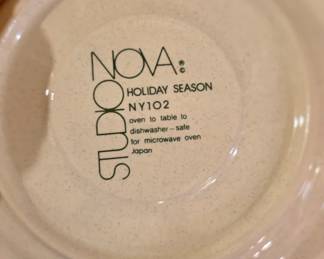 STUDIO
NOVA ®
©
HOLIDAY SEASON
NY102
oven to table to
dishwasher-safe
for microwave oven
Japan